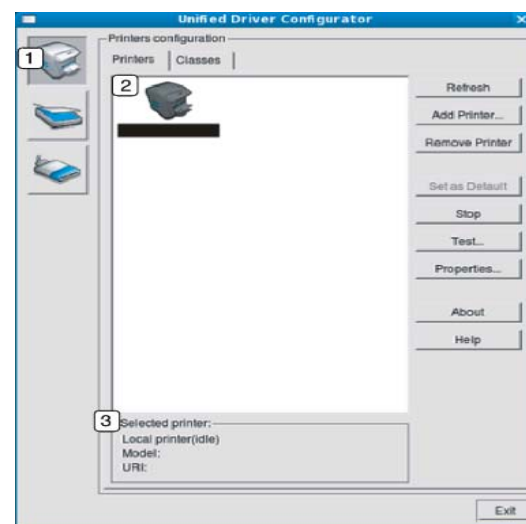 Unified Driver Configurator
Printers configuration
1
Printers Classes
2
Refresh
Add Printer...
Remove Printer
Set as Default
Stop
Test...
Properties...
About
Help
3
Selected printer:
Local printer(idle)
Model:
URI:
Exit